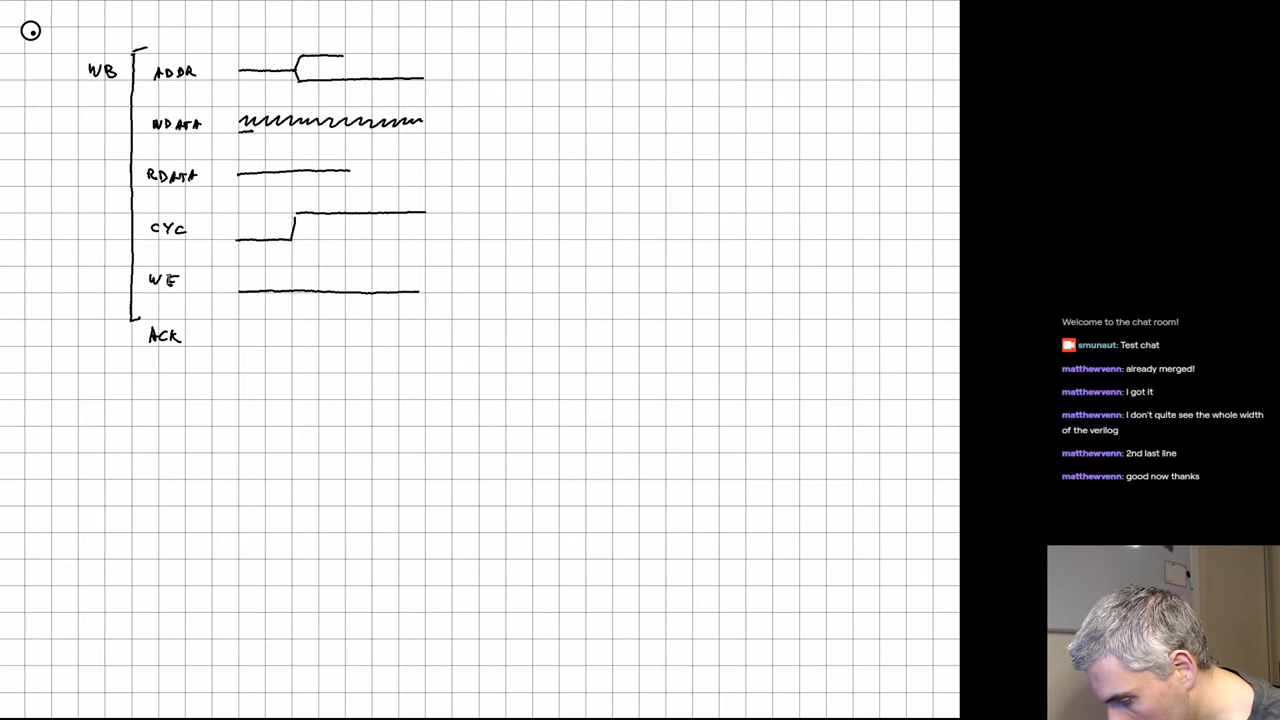 WB
ADDR
WDATA
RDATA
CYC
WE
ACK
Welcome to the chat room!
smunaut: Test chat
matthewvenn: already merged!
matthewvenn: I got it
matthewvenn: I don't quite see the whole width
of the verilog
matthewvenn: 2nd last line
matthewvenn: good now thanks